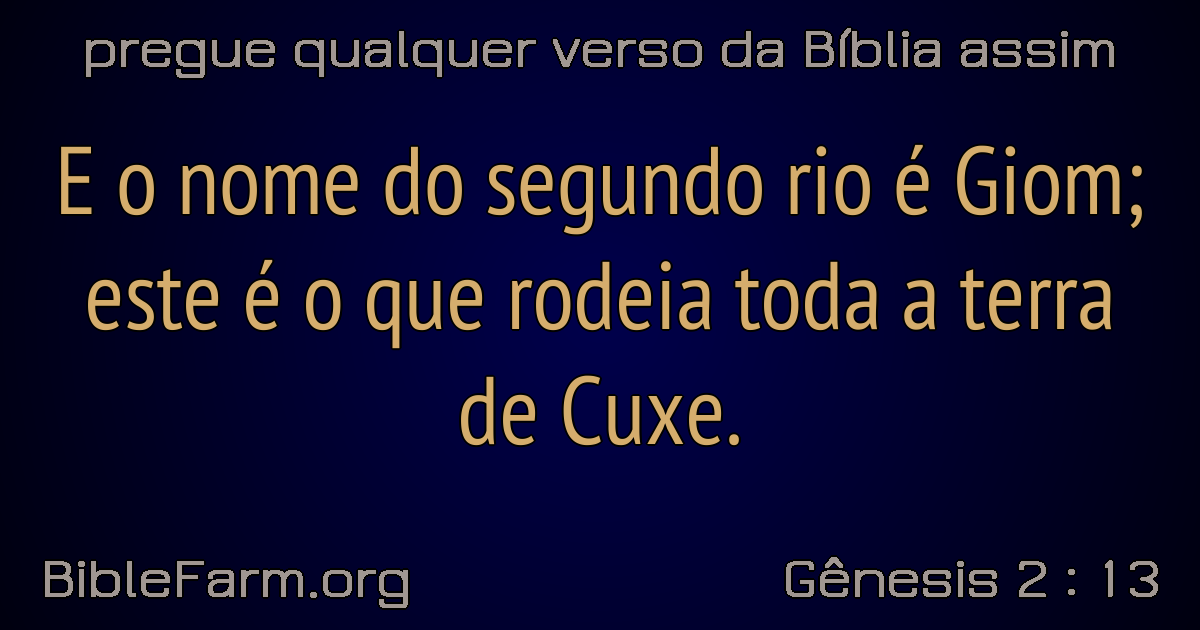 pregue qualquer verso da Bíblia assim
E o nome do segundo rio é Giom;
este é o que rodeia toda a terra
de Cuxe.
BibleFarm.org
Gênesis 2 : 13